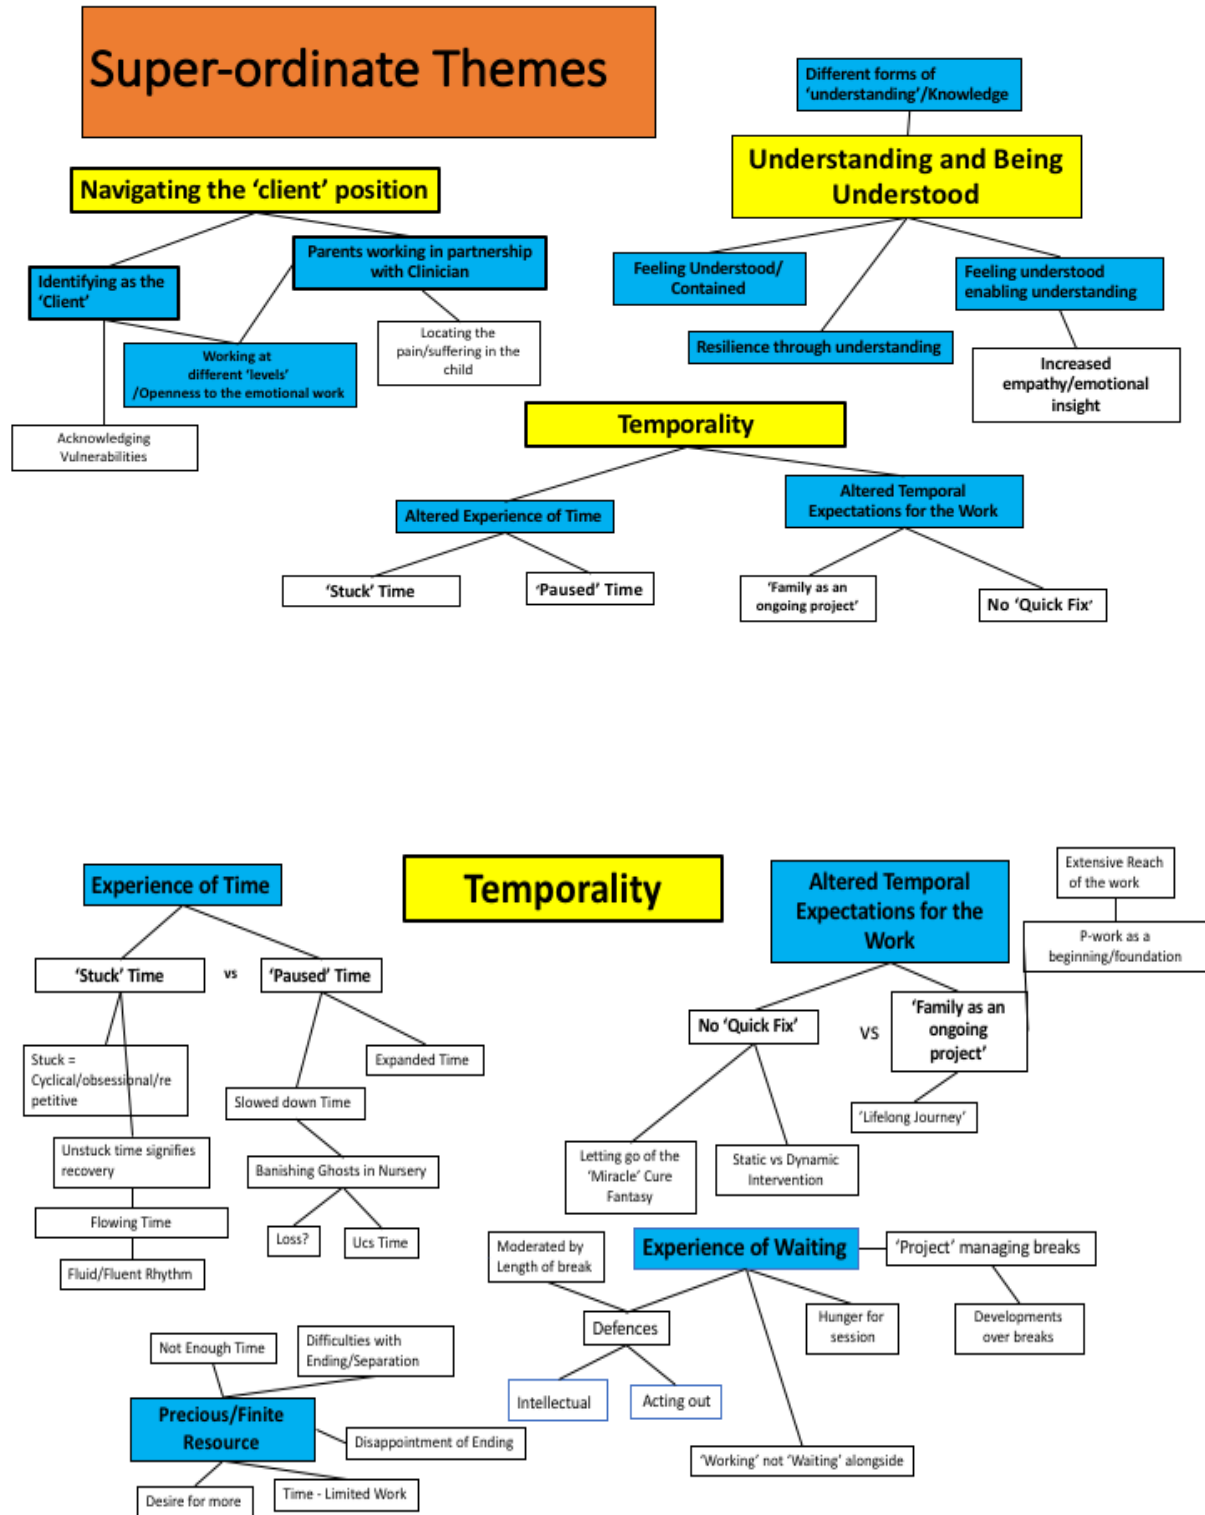 Super-ordinate Themes
Different forms of
'understanding'/Knowledge
Understanding and Being
Understood
Navigating the 'client' position
Parents working in partnership
with Clinician
Identifying as the
'Client'
Feeling Understood/
Contained
Feeling understood
enabling understanding
Locating the
pain/suffering in the
child
Resilience through understanding
Working at
different 'levels'
/Openness to the emotional work
Increased
empathy/emotional
insight
Acknowledging
Vulnerabilities
Temporality
Altered Experience of Time
Altered Temporal
Expectations for the Work
'Stuck' Time
'Paused' Time
'Family as an
ongoing project'
No 'Quick Fix'
Temporality
Experience of Time
'Stuck' Time
vs
'Paused' Time
Stuck =
Cyclical/obsessional/re
petitive
Expanded Time
Slowed down Time
Unstuck time signifies
recovery
Banishing Ghosts in Nursery
Flowing Time
Loss?
Ucs Time
Fluid/Fluent Rhythm
Altered Temporal
Expectations for the
Work
Extensive Reach
of the work
P-work as a
beginning/foundation
No 'Quick Fix'
VS
'Family as an
ongoing
project'
'Lifelong Journey'
Letting go of the
'Miracle' Cure
Fantasy
Static vs Dynamic
Intervention
Moderated by
Length of break
Experience of Waiting
'Project' managing breaks
Defences
Hunger for
session
Developments
over breaks
Intellectual
Acting out
'Working' not 'Waiting' alongside
Not Enough Time
Difficulties with
Ending/Separation
Precious/Finite
Resource
Disappointment of Ending
Desire for more
Time - Limited Work